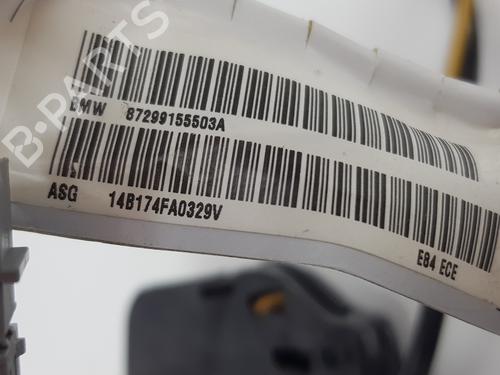 B-PARTS
BMW 87299155503A
ASG 14B174FA0329V
E84 ECE